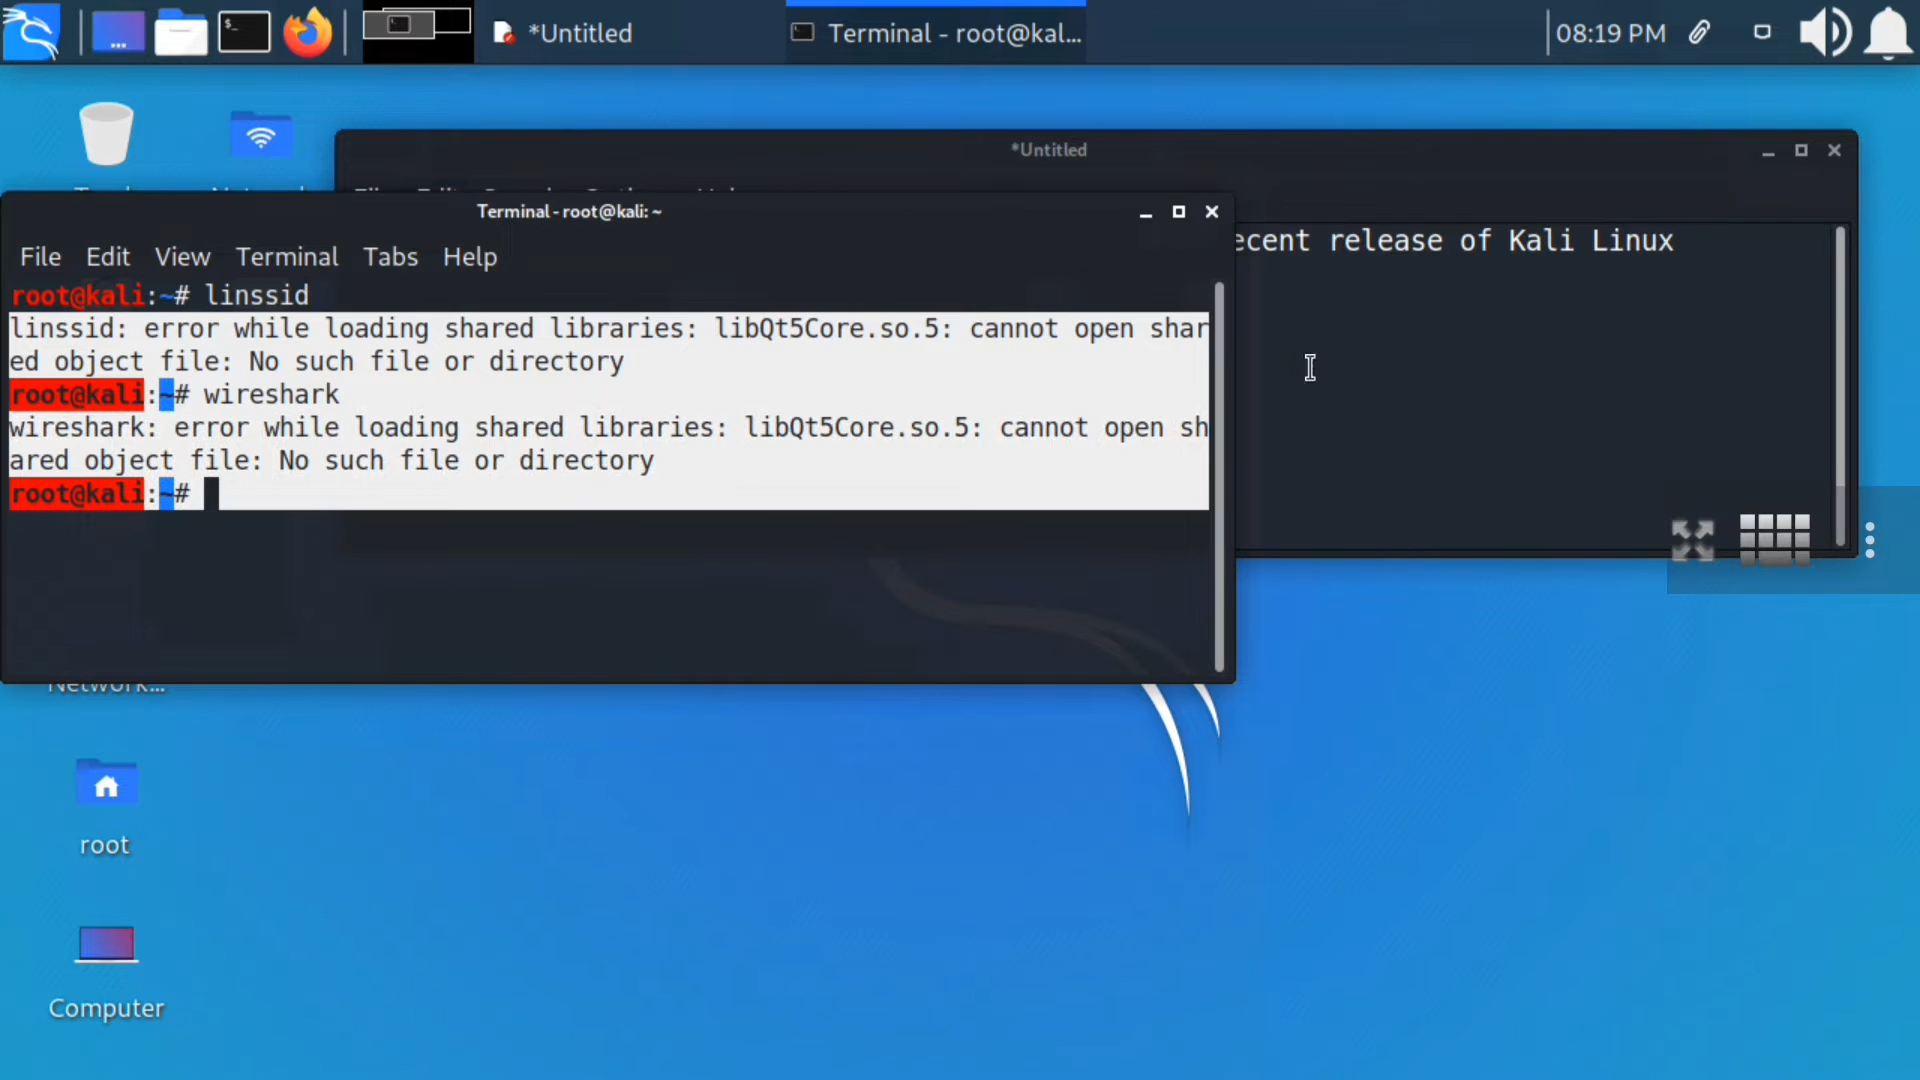 *Untitled
Terminal - root@kal...
08:19 PM
*Untitled
Terminal - root@kali: ~
ecent release of Kali Linux
File Edit View Terminal Tabs Help
root@kali:~# linssid
linssid: error while loading shared libraries: libQt5Core.so.5: cannot open shar
ed object file: No such file or directory
root@kali:~# wireshark
wireshark: error while loading shared libraries: libQt5Core.so.5: cannot open sh
ared object file: No such file or directory
root@kali:~#
Network...
root
Computer